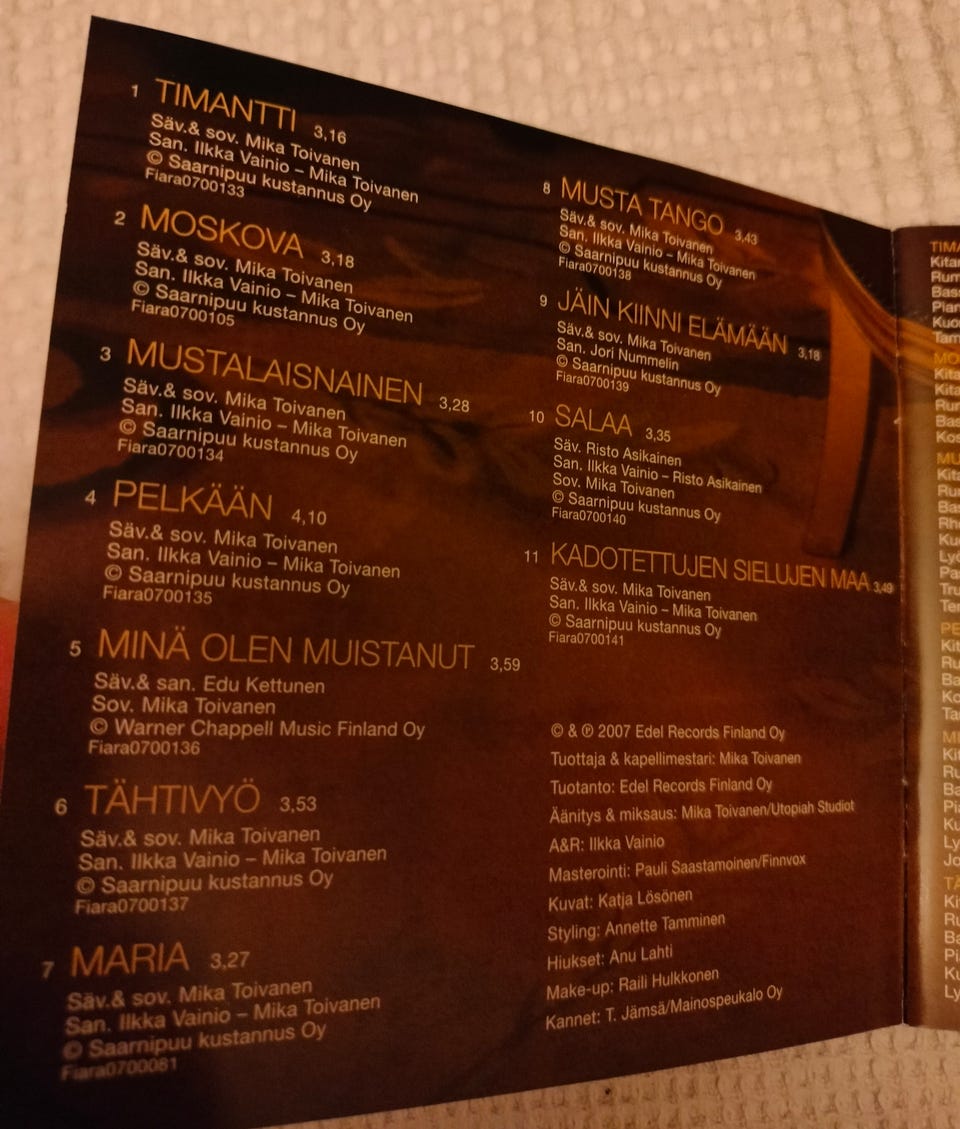 1 TIMANTTI 3,16
Säv.& sov. Mika Toivanen
San. Ilkka Vainio – Mika Toivanen
© Saarnipuu kustannus Oy
Fiara0700133
2 MOSKOVA 3,18
Säv.& sov. Mika Toivanen
San. Ilkka Vainio – Mika Toivanen
© Saarnipuu kustannus Oy
Fiara0700105
3 MUSTALAISNAINEN 3,28
Säv.& sov. Mika Toivanen
San. Ilkka Vainio – Mika Toivanen
© Saarnipuu kustannus Oy
Fiara0700134
4 PELKÄÄN 4,10
Säv.& sov. Mika Toivanen
San. Ilkka Vainio – Mika Toivanen
© Saarnipuu kustannus Oy
Fiara0700135
5 MINÄ OLEN MUISTANUT 3,59
Säv.& san. Edu Kettunen
Sov. Mika Toivanen
© Warner Chappell Music Finland Oy
Fiara0700136
6 TÄHTIVYÖ 3,53
Säv.& sov. Mika Toivanen
San. Ilkka Vainio – Mika Toivanen
© Saarnipuu kustannus Oy
Fiara0700137
7 MARIA 3,27
Säv.& sov. Mika Toivanen
San. Ilkka Vainio – Mika Toivanen
© Saarnipuu kustannus Oy
Fiara0700081
8 MUSTA TANGO 3,43
Säv.& sov. Mika Toivanen
San. Ilkka Vainio – Mika Toivanen
© Saarnipuu kustannus Oy
Fiara0700138
9 JÄIN KIINNI ELÄMÄÄN 3,18
Säv.& sov. Mika Toivanen
San. Jori Nummelin
© Saarnipuu kustannus Oy
Fiara0700139
10 SALAA 3,35
Säv. Risto Asikainen
San. Ilkka Vainio – Risto Asikainen
Sov. Mika Toivanen
© Saarnipuu kustannus Oy
Fiara0700140
11 KADOTETTUJEN SIELUJEN MAA 3,49
Säv.& sov. Mika Toivanen
San. Ilkka Vainio – Mika Toivanen
© Saarnipuu kustannus Oy
Fiara0700141
© & ℗ 2007 Edel Records Finland Oy
Tuottaja & kapellimestari: Mika Toivanen
Tuotanto: Edel Records Finland Oy
Äänitys & miksaus: Mika Toivanen/Utopiah Studiot
A&R: Ilkka Vainio
Masterointi: Pauli Saastamoinen/Finnvox
Kuvat: Katja Lösönen
Styling: Annette Tamminen
Hiukset: Anu Lahti
Make-up: Raili Hulkkonen
Kannet: T. Jämsä/Mainospeukalo Oy